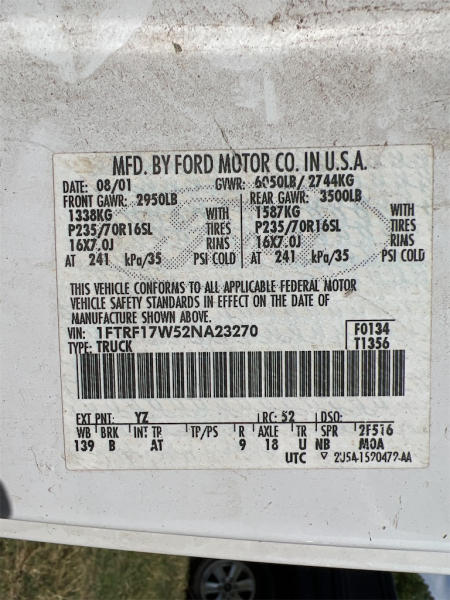 MFD. BY FORD MOTOR CO. IN U.S.A.
DATE: 08/01 GVWR: 6050LB/ 2744KG
FRONT GAWR: 2950LB REAR GAWR: 3500LB
1338KG WITH 1587KG WITH
P235/70R16SL TIRES P235/70R16SL TIRES
16X7.0J RIMS 16X7.0J RIMS
AT 241 kPa/35 PSI COLD AT 241 kPa/35 PSI COLD
THIS VEHICLE CONFORMS TO ALL APPLICABLE FEDERAL MOTOR
VEHICLE SAFETY STANDARDS IN EFFECT ON THE DATE OF
MANUFACTURE SHOWN ABOVE.
VIN: 1FTRF17W52NA23270 F0134
TYPE: TRUCK T1356
EXT PNT: YZ RC: 52 DSO:
WB BRK INT TR TP/PS R AXLE TR SPR 2F516
139 B AT 9 18 U NB M0A
UTC ▽ 2U54-1520472-AA